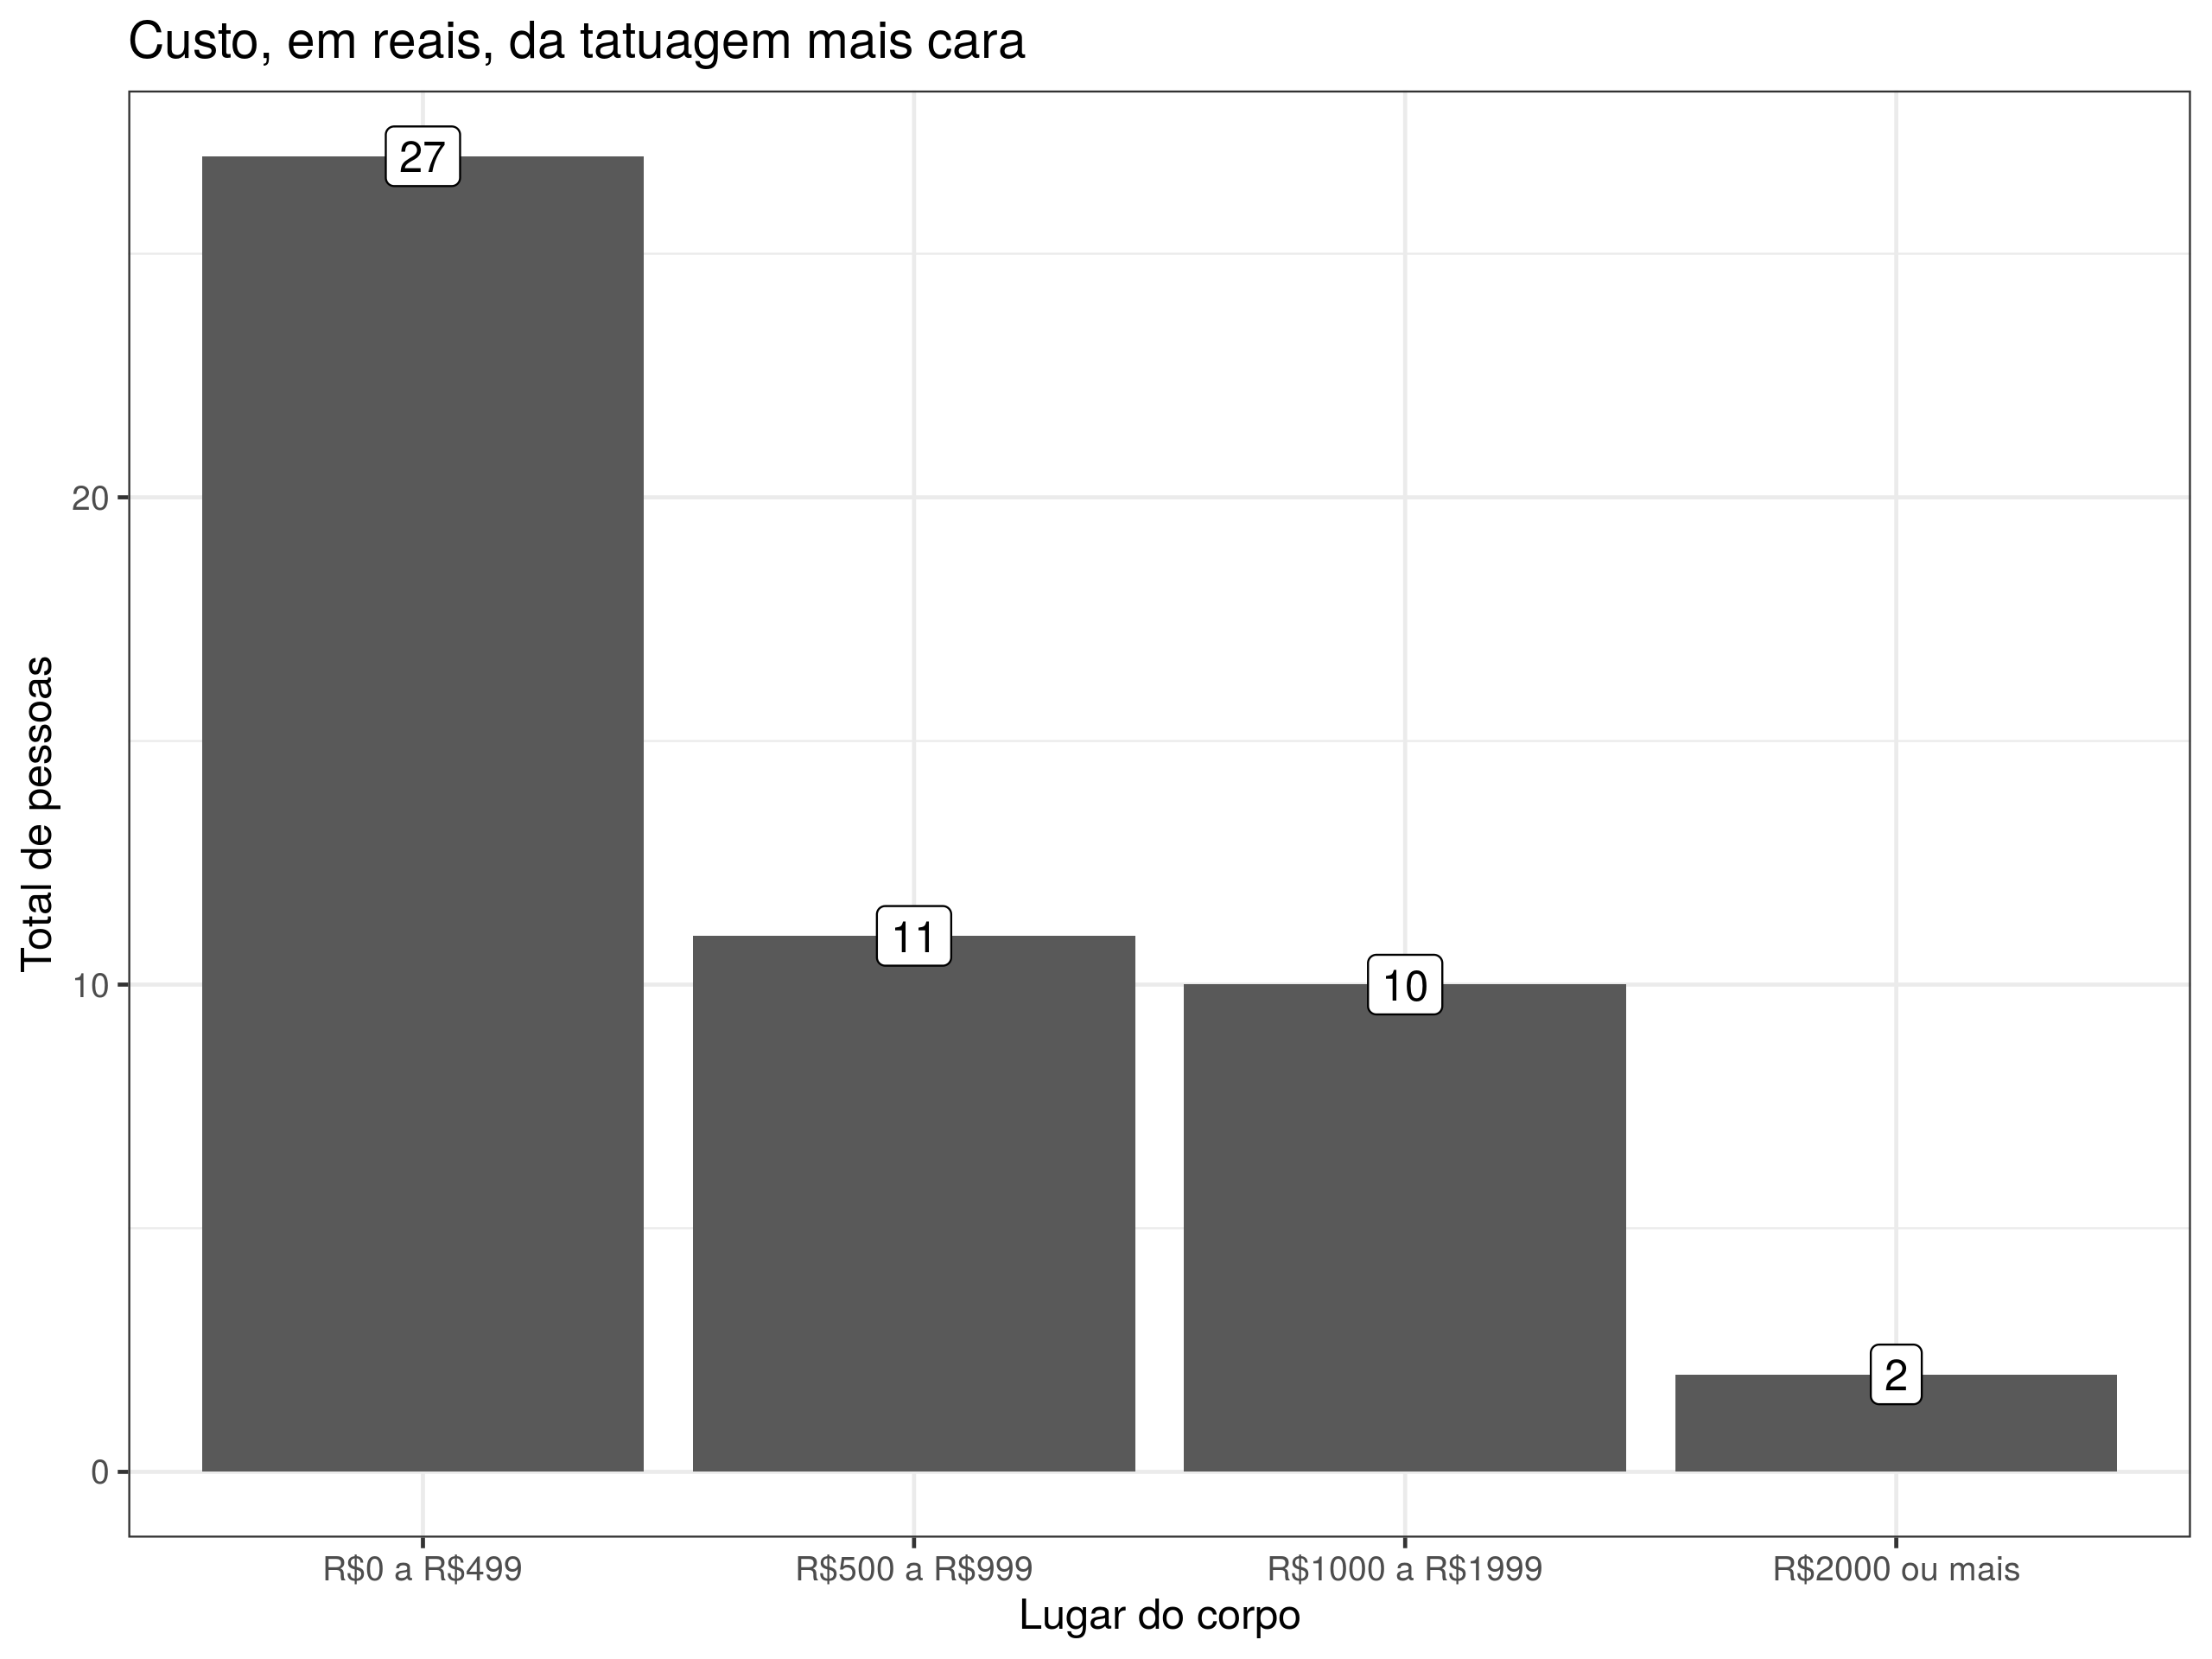 Custo, em reais, da tatuagem mais cara
27
11
10
2
Total de pessoas
20
10
0
R$0 a R$499
R$500 a R$999
R$1000 a R$1999
R$2000 ou mais
Lugar do corpo